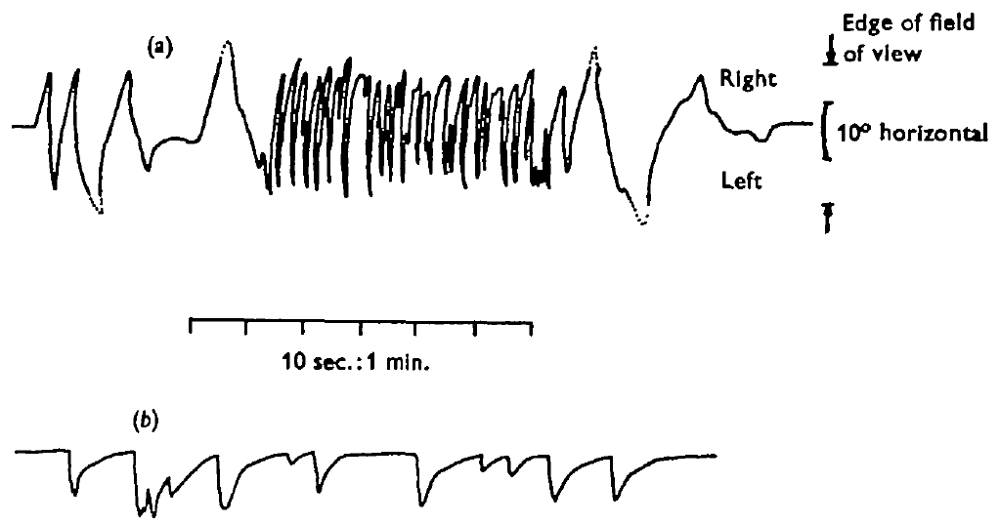 (a)
Edge of field
of view
Right
10° horizontal
Left
10 sec.:1 min.
(b)